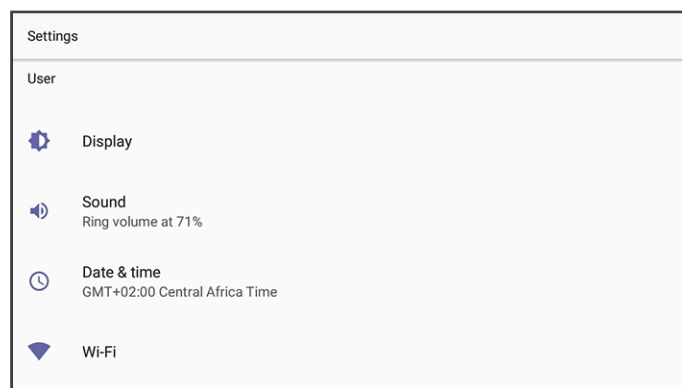 Settings
User
Display
Sound
Ring volume at 71%
Date & time
GMT+02:00 Central Africa Time
Wi-Fi